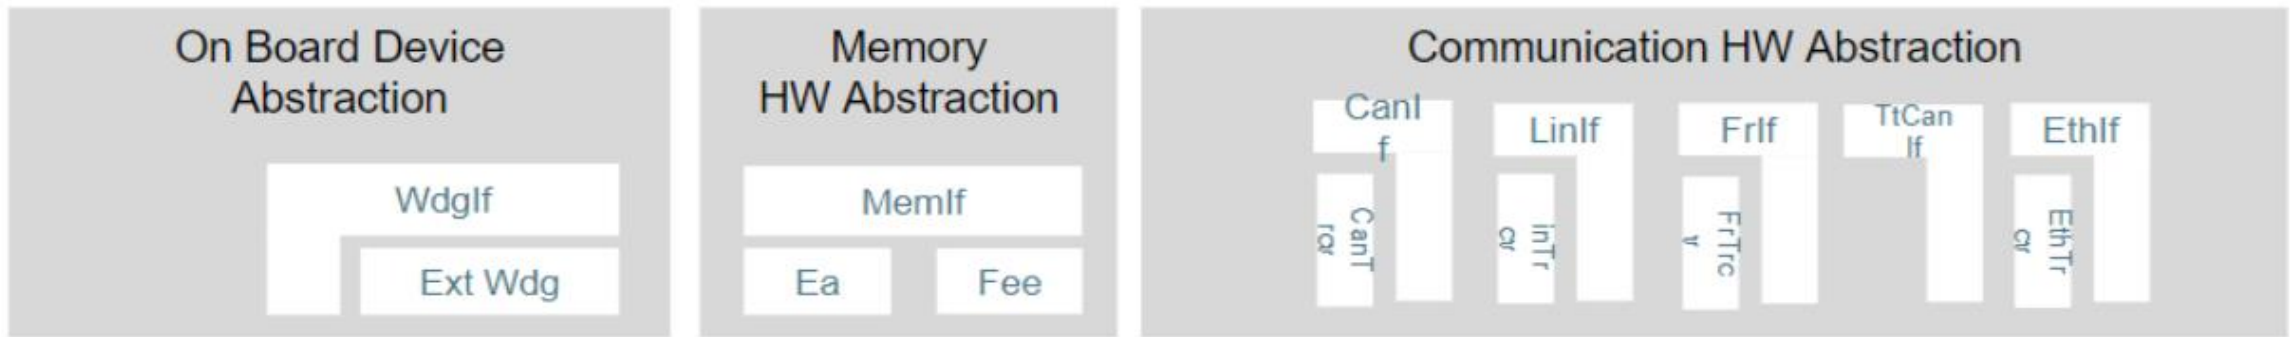 On Board Device
Abstraction
WdgIf
Ext Wdg
Memory
HW Abstraction
MemIf
Ea
Fee
Communication HW Abstraction
CanI
f
LinIf
FrIf
TtCan
If
EthIf
CanT
rcv
inTr
cv
FrTrc
v
EthTr
cv